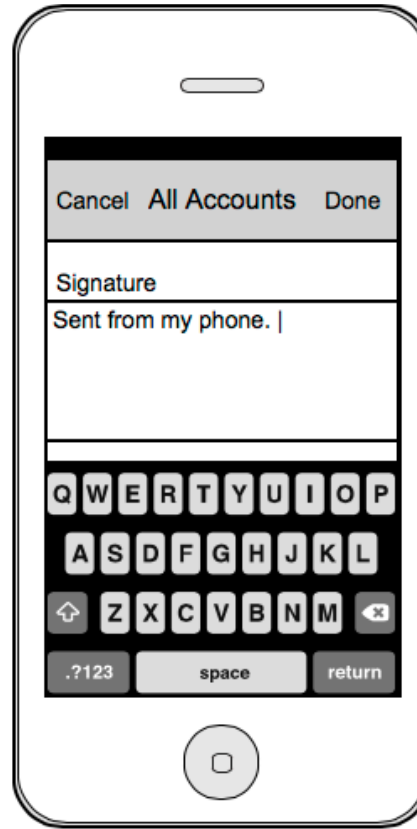 Cancel All Accounts Done
Signature
Sent from my phone. |
Q W E R T Y U I O P
A S D F G H J K L
Z X C V B N M
.?123 space return